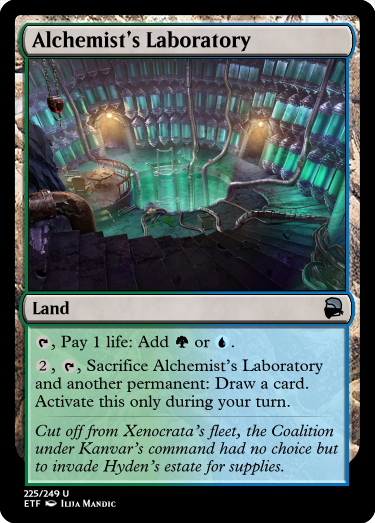 Alchemist's Laboratory
Land
, Pay 1 life: Add or .
2, , Sacrifice Alchemist's Laboratory
and another permanent: Draw a card.
Activate this only during your turn.
Cut off from Xenocrata's fleet, the Coalition
under Kanvar's command had no choice but
to invade Hyden's estate for supplies.
225/249 U
ETF Ilija Mandic